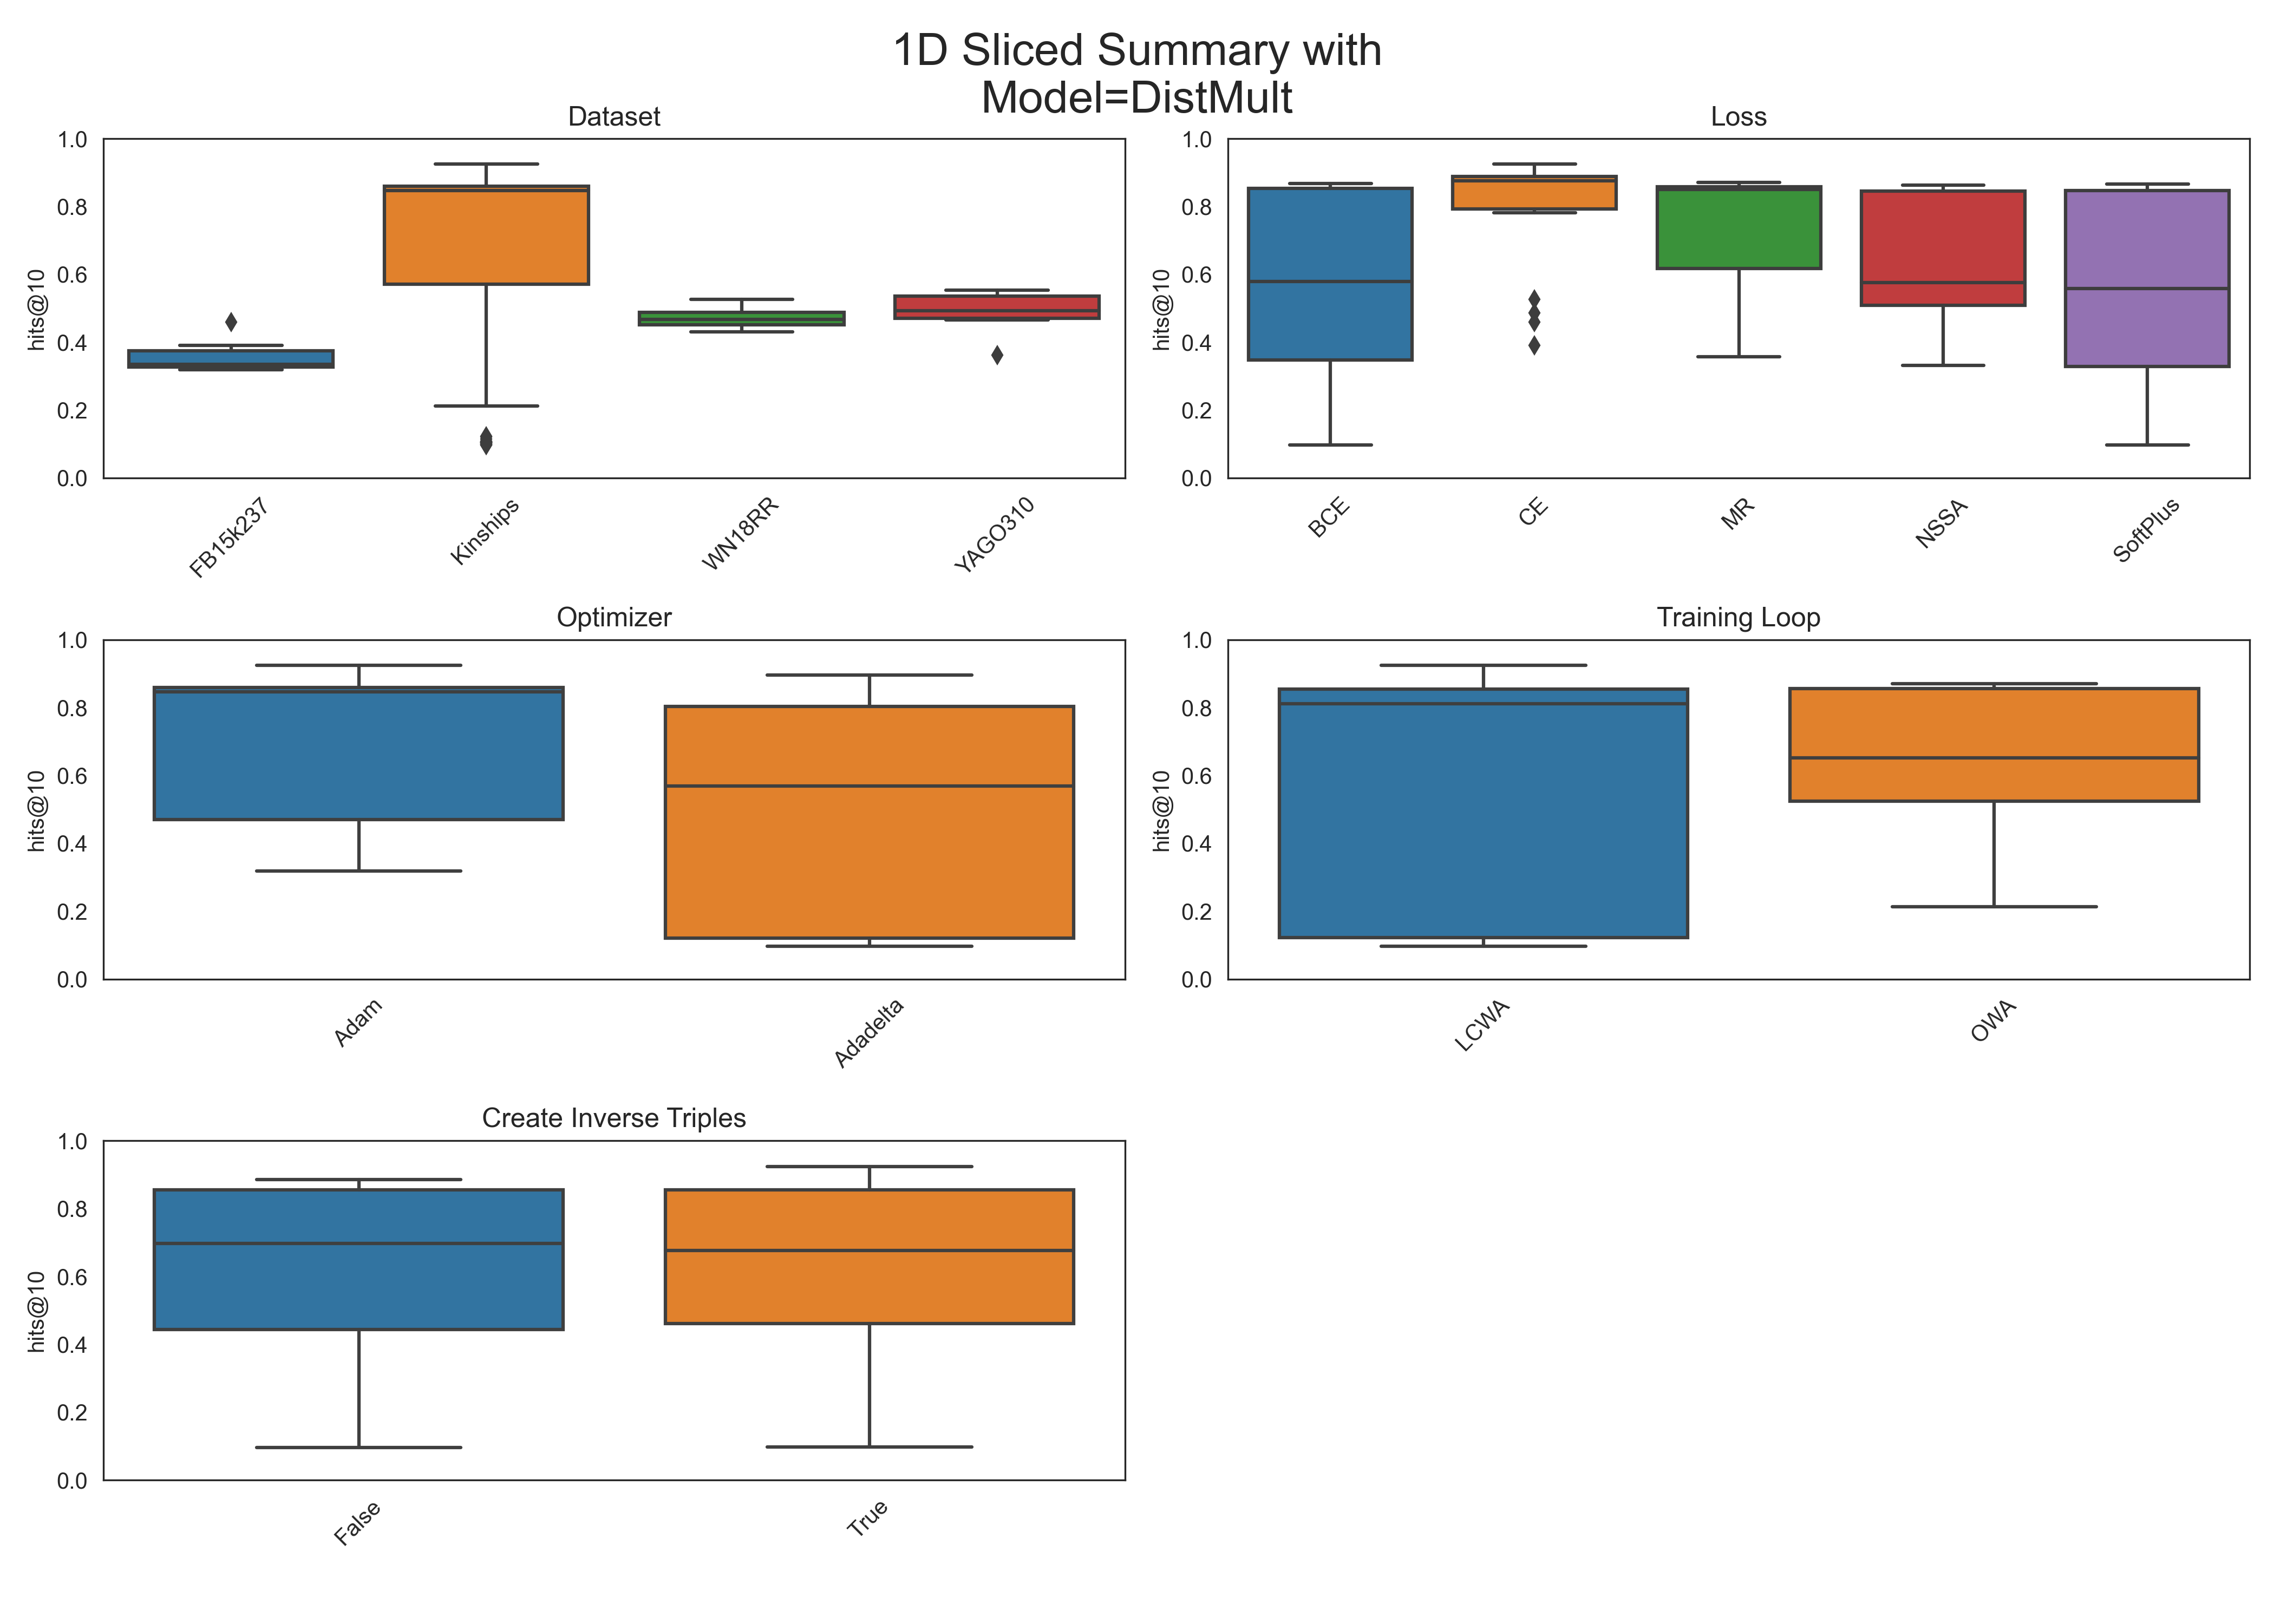 1D Sliced Summary with
Model=DistMult
Dataset
hits@10
1.0
0.8
0.6
0.4
0.2
0.0
FB15k237
Kinships
WN18RR
YAGO310
Loss
hits@10
1.0
0.8
0.6
0.4
0.2
0.0
BCE
CE
MR
NSSA
SoftPlus
Optimizer
hits@10
1.0
0.8
0.6
0.4
0.2
0.0
Adam
Adadelta
Training Loop
hits@10
1.0
0.8
0.6
0.4
0.2
0.0
LCWA
OWA
Create Inverse Triples
hits@10
1.0
0.8
0.6
0.4
0.2
0.0
False
True